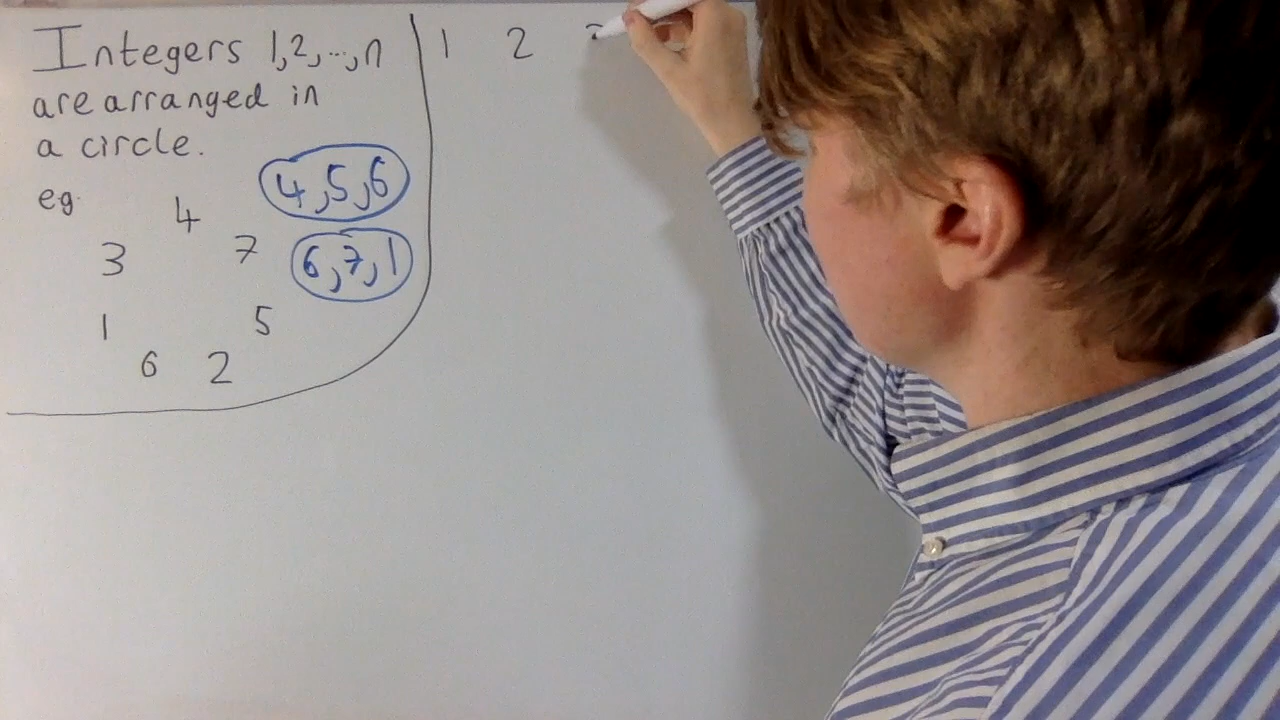 Integers 1,2,...,n
are arranged in
a circle.
eg.
4,5,6
4
3
7
6,7,1
1
5
6 2
1 2